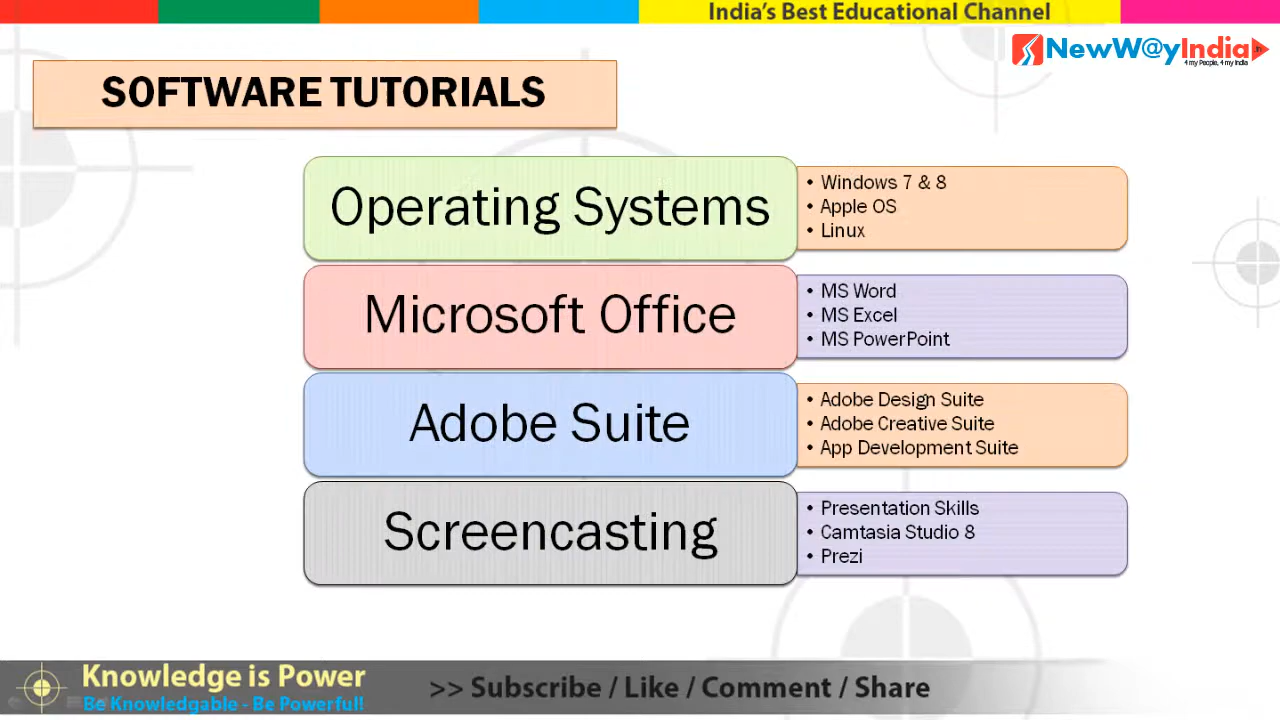 India's Best Educational Channel
NewW@yIndia.in
4 my People, 4 my India
SOFTWARE TUTORIALS
Operating Systems
• Windows 7 & 8
• Apple OS
• Linux
Microsoft Office
• MS Word
• MS Excel
• MS PowerPoint
Adobe Suite
• Adobe Design Suite
• Adobe Creative Suite
• App Development Suite
Screencasting
• Presentation Skills
• Camtasia Studio 8
• Prezi
Knowledge is Power
Be Knowledgable - Be Powerful!
>> Subscribe / Like / Comment / Share